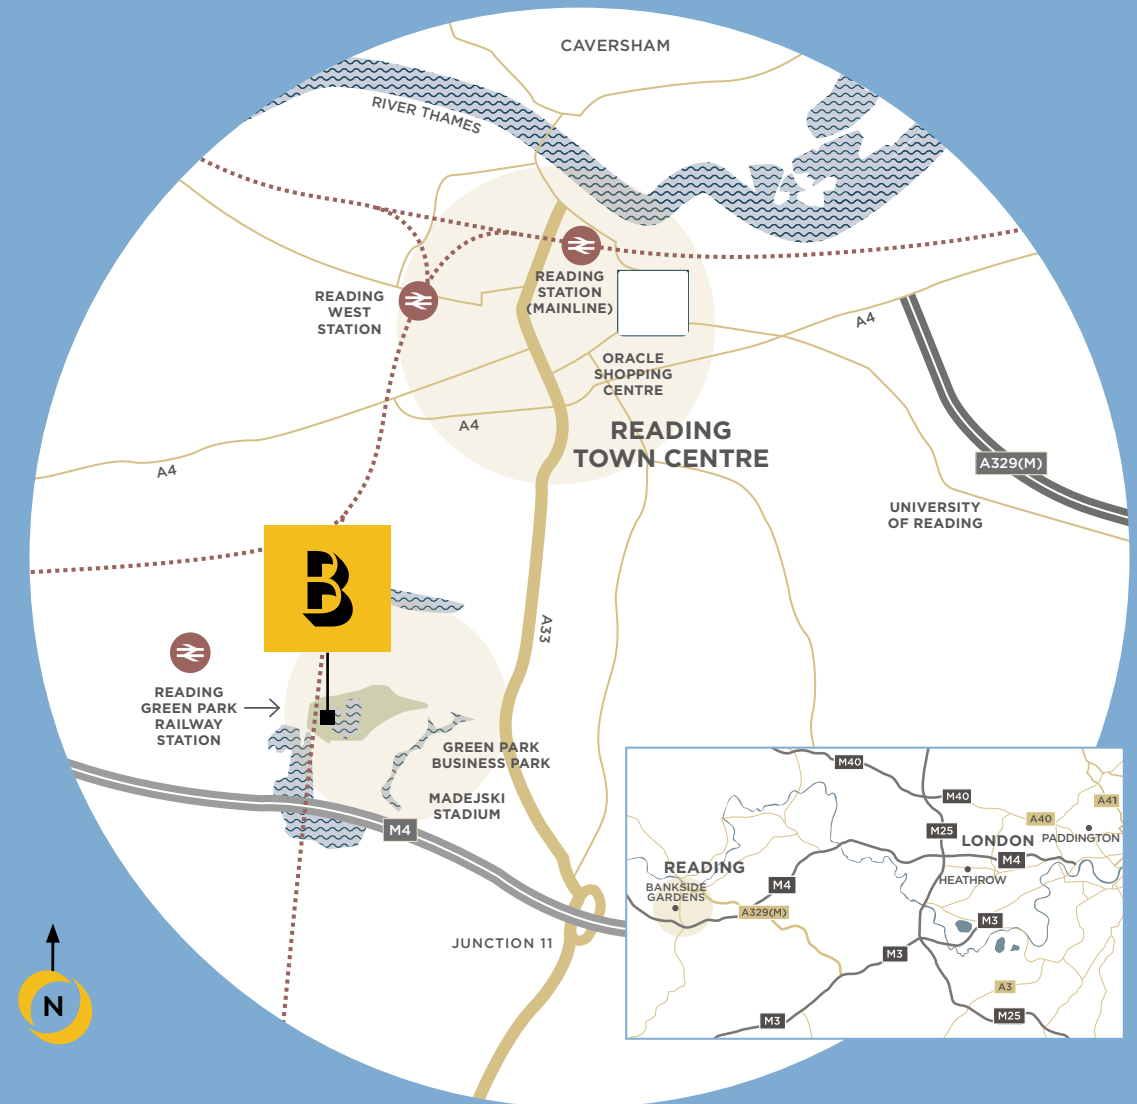 CAVERSHAM
RIVER THAMES
READING
STATION
(MAINLINE)
READING
WEST
STATION
A4
ORACLE
SHOPPING
CENTRE
A4
READING
TOWN CENTRE
A4
A329(M)
UNIVERSITY
OF READING
B
A33
READING
GREEN PARK
RAILWAY
STATION
GREEN PARK
BUSINESS PARK
MADEJSKI
STADIUM
M4
JUNCTION 11
N
M40
M40
A41
A40
M25
LONDON
PADDINGTON
M4
READING
HEATHROW
M4
BANKSIDE
GARDENS
A329(M)
M3
M3
A3
M25
M3